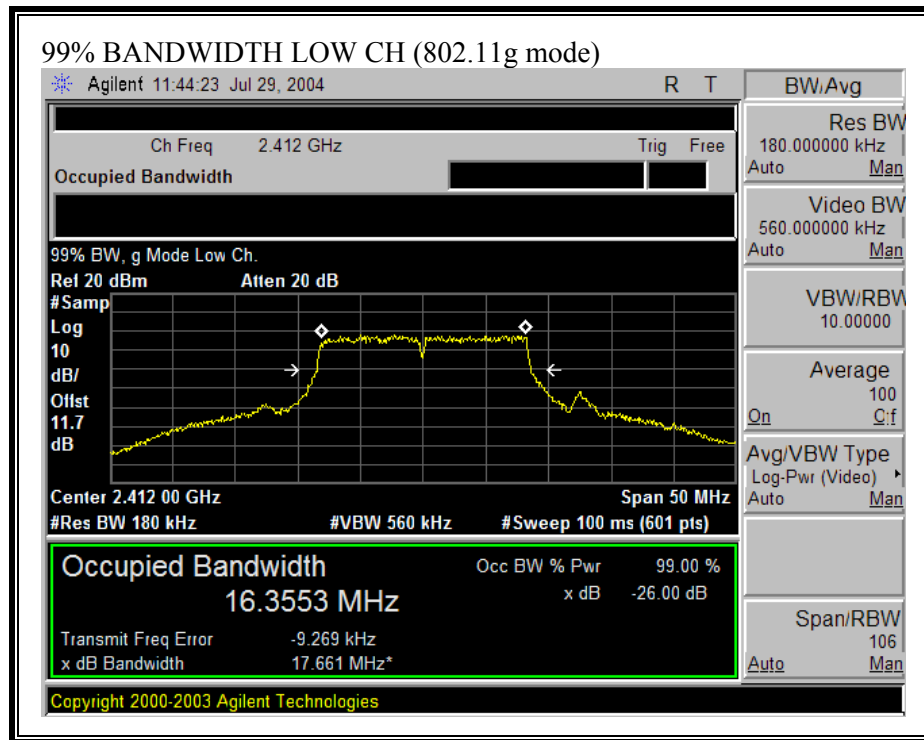 99% BANDWIDTH LOW CH (802.11g mode)
Agilent 11:44:23 Jul 29, 2004 R T
Ch Freq 2.412 GHz Trig Free
Occupied Bandwidth
99% BW, g Mode Low Ch.
Ref 20 dBm Atten 20 dB
#Samp
Log
10
dB/
Offst
11.7
dB
Center 2.412 00 GHz Span 50 MHz
#Res BW 180 kHz #VBW 560 kHz #Sweep 100 ms (601 pts)
Occupied Bandwidth Occ BW % Pwr 99.00 %
16.3553 MHz x dB -26.00 dB
Transmit Freq Error -9.269 kHz
x dB Bandwidth 17.661 MHz*
Copyright 2000-2003 Agilent Technologies
BW/Avg
Res BW
180.000000 kHz
Auto Man
Video BW
560.000000 kHz
Auto Man
VBW/RBW
10.00000
Average
100
On
Avg/VBW Type
Log-Pwr (Video)
Auto Man
Span/RBW
106
Auto Man